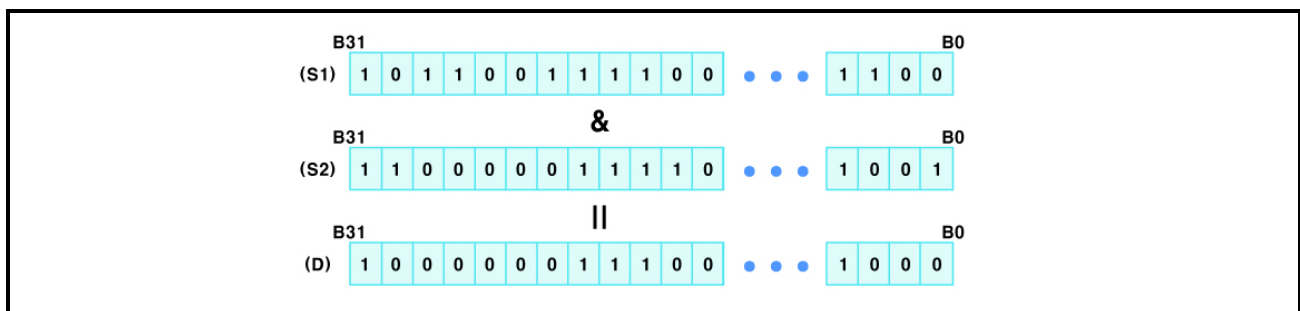 B31 B0
(S1) 1 0 1 1 0 0 1 1 1 1 0 0 ● ● ● 1 1 0 0
&
B31 B0
(S2) 1 1 0 0 0 0 0 1 1 1 1 0 ● ● ● 1 0 0 1
||
B31 B0
(D) 1 0 0 0 0 0 0 1 1 1 0 0 ● ● ● 1 0 0 0